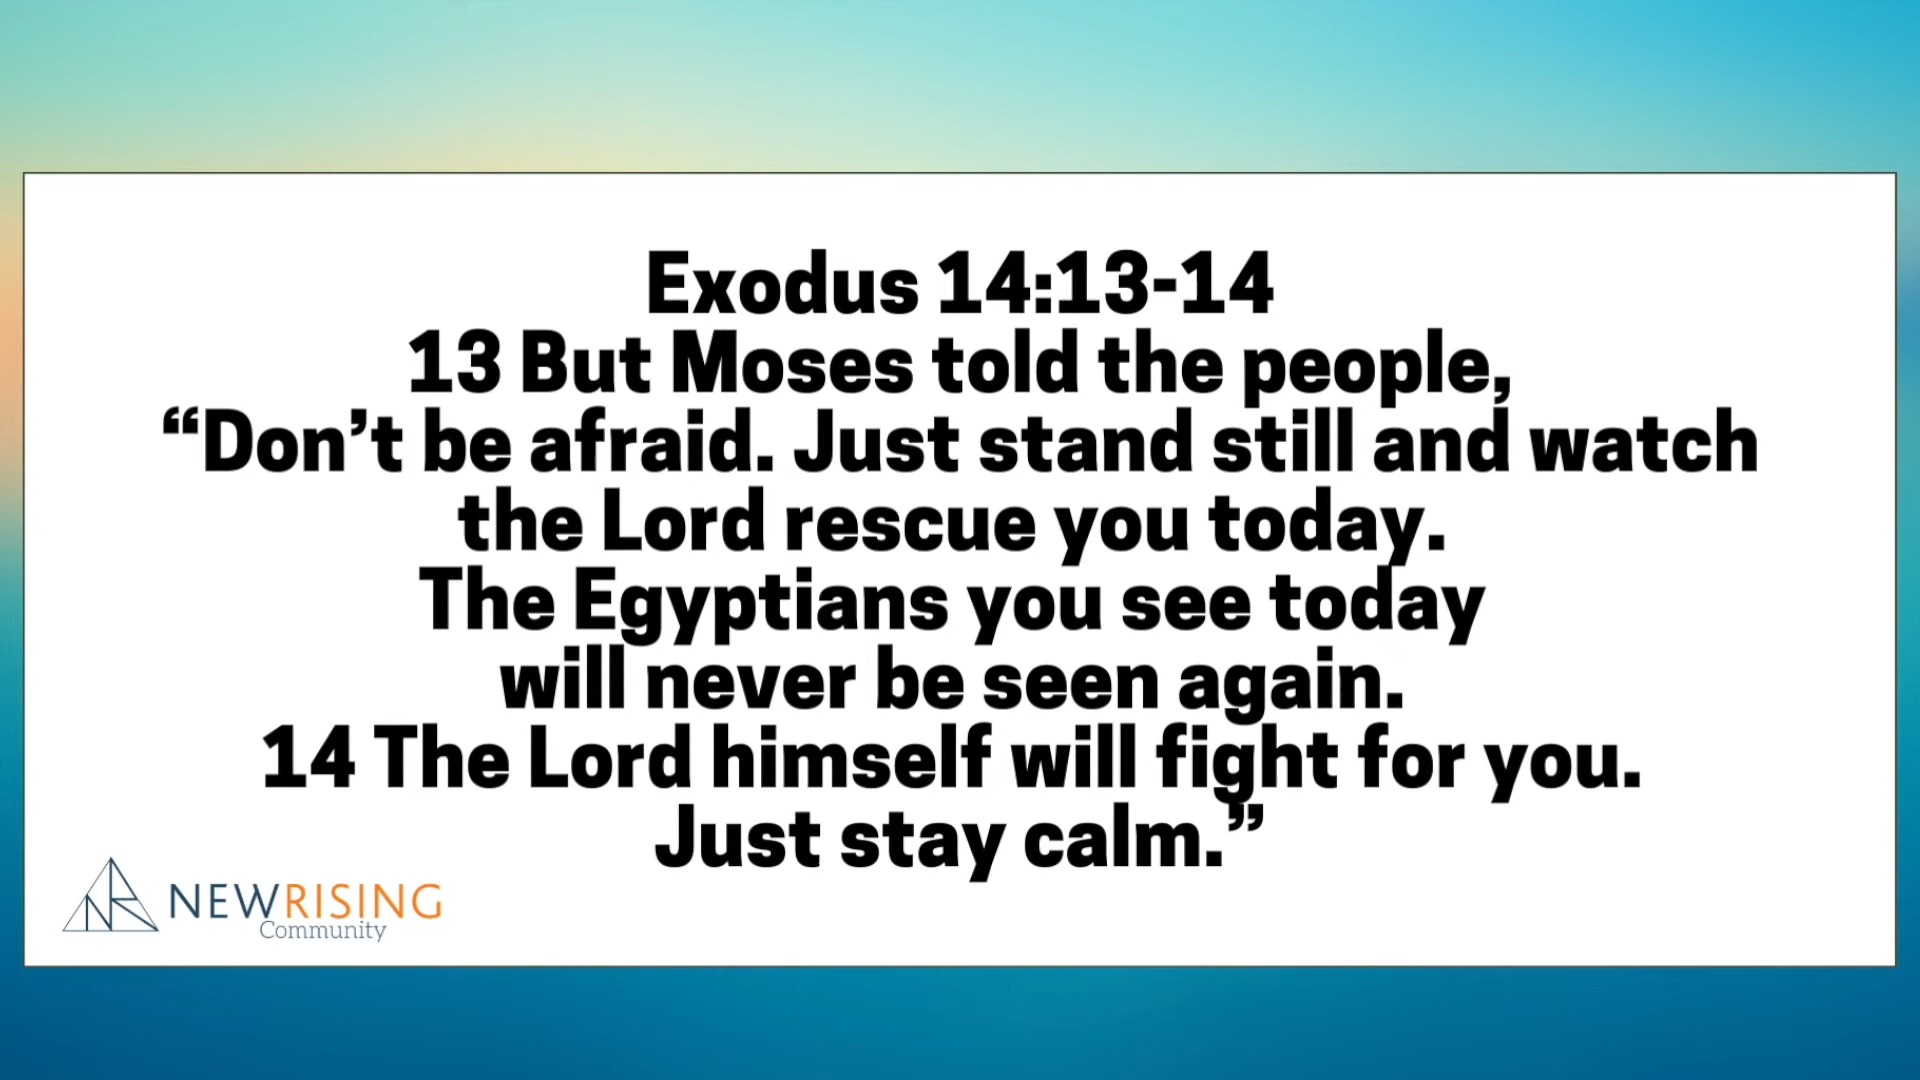 Exodus 14:13-14
13 But Moses told the people,
“Don’t be afraid. Just stand still and watch
the Lord rescue you today.
The Egyptians you see today
will never be seen again.
14 The Lord himself will fight for you.
Just stay calm.”
NEWRISING
Community